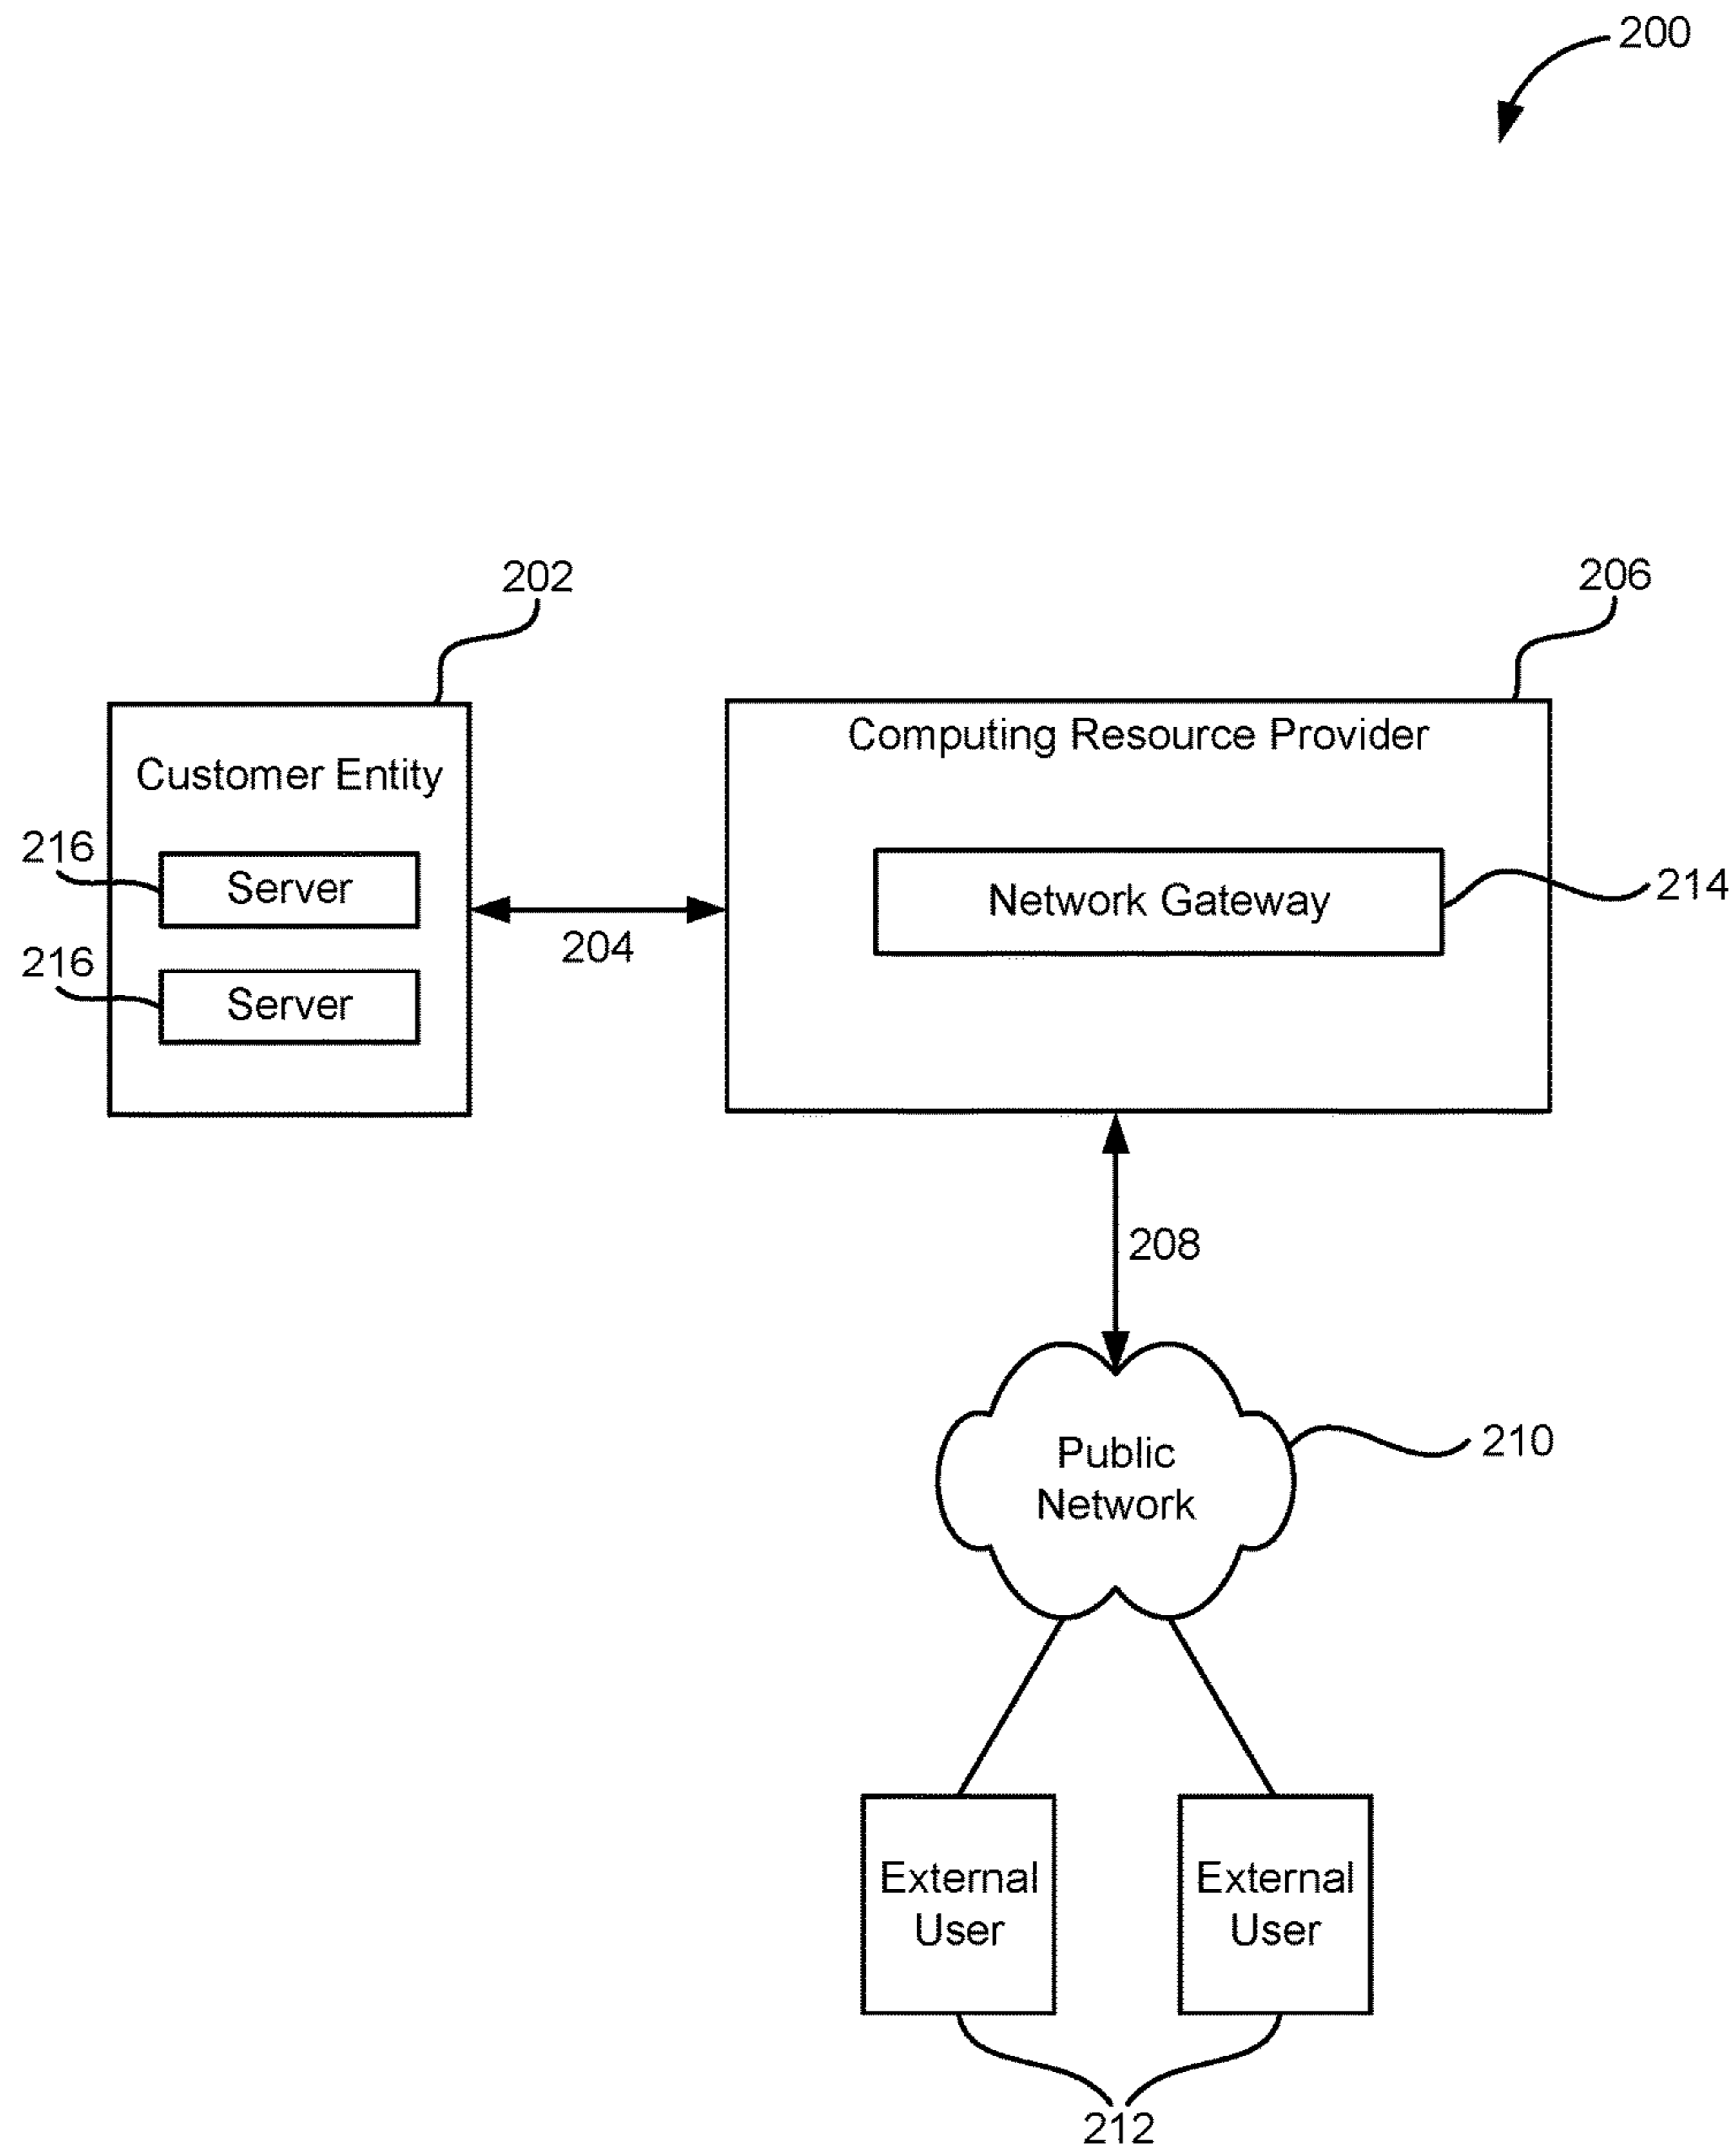 200
202
206
Computing Resource Provider
Customer Entity
216
Server
Network Gateway
214
204
216
Server
208
Public
Network
210
External
User
External
User
212